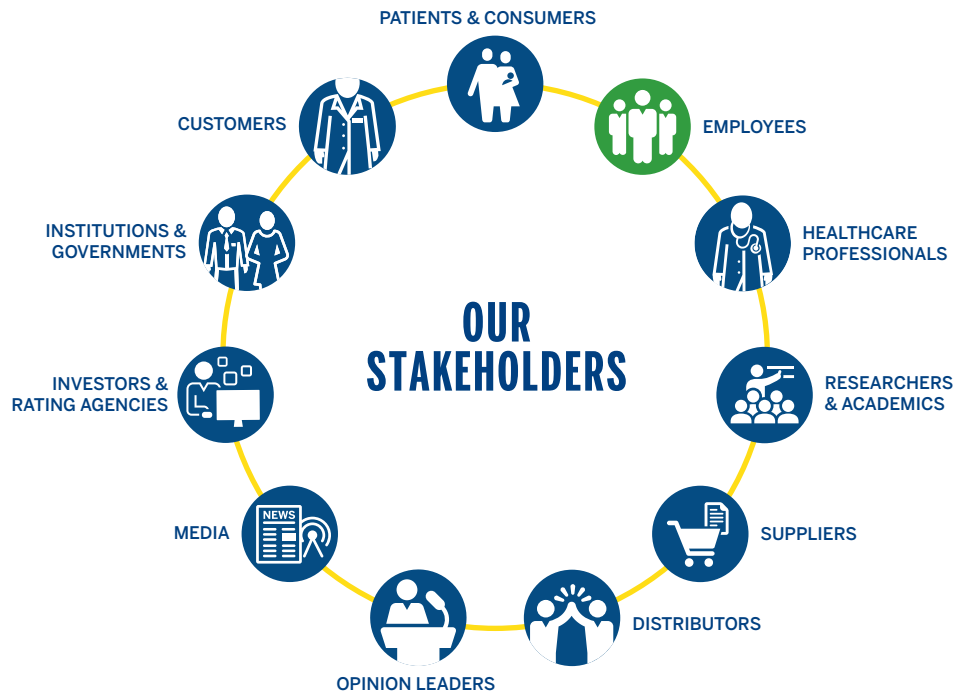 PATIENTS & CONSUMERS
CUSTOMERS
EMPLOYEES
INSTITUTIONS &
GOVERNMENTS
HEALTHCARE
PROFESSIONALS
OUR
STAKEHOLDERS
INVESTORS &
RATING AGENCIES
RESEARCHERS
& ACADEMICS
NEWS
MEDIA
SUPPLIERS
DISTRIBUTORS
OPINION LEADERS